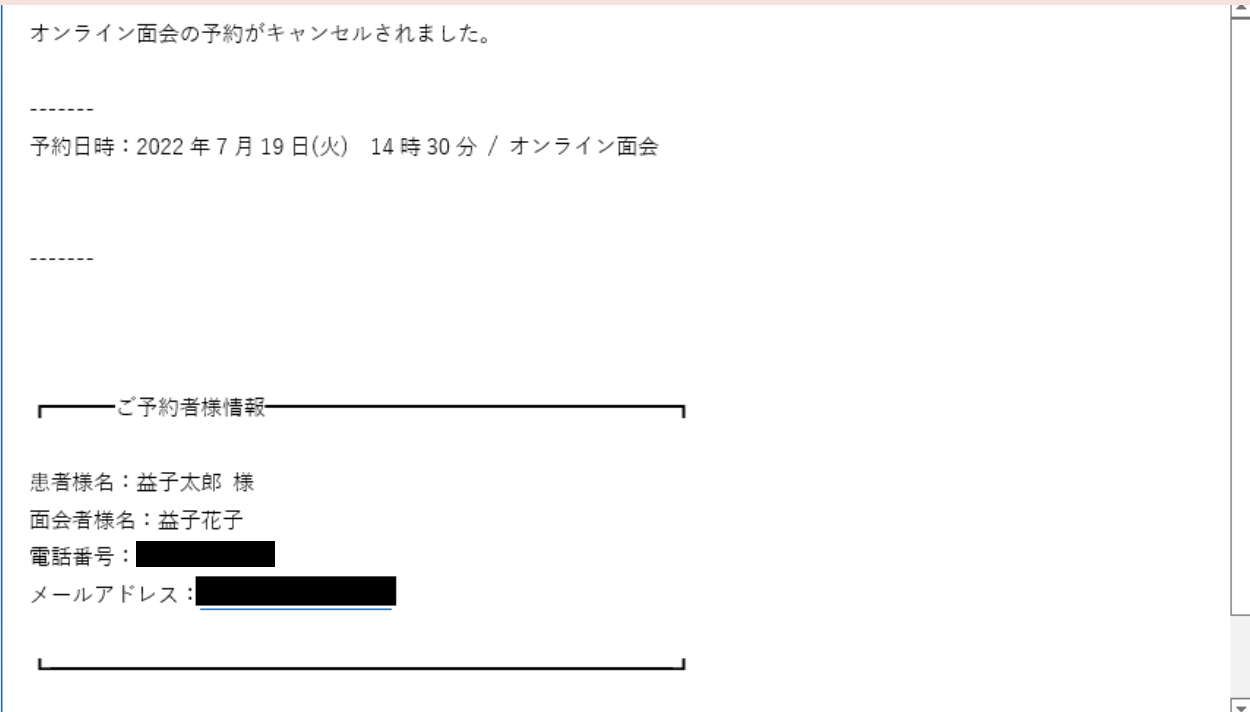 オンライン面会の予約がキャンセルされました。
-------
予約日時：2022年7月19日(火)　14時30分 / オンライン面会
-------
┏━━━ご予約者様情報━━━━━━━━━━━━━━━━━━━┓
患者様名：益子太郎 様
面会者様名：益子花子
電話番号：
メールアドレス：
┗━━━━━━━━━━━━━━━━━━━━━━━━━━━━━┛